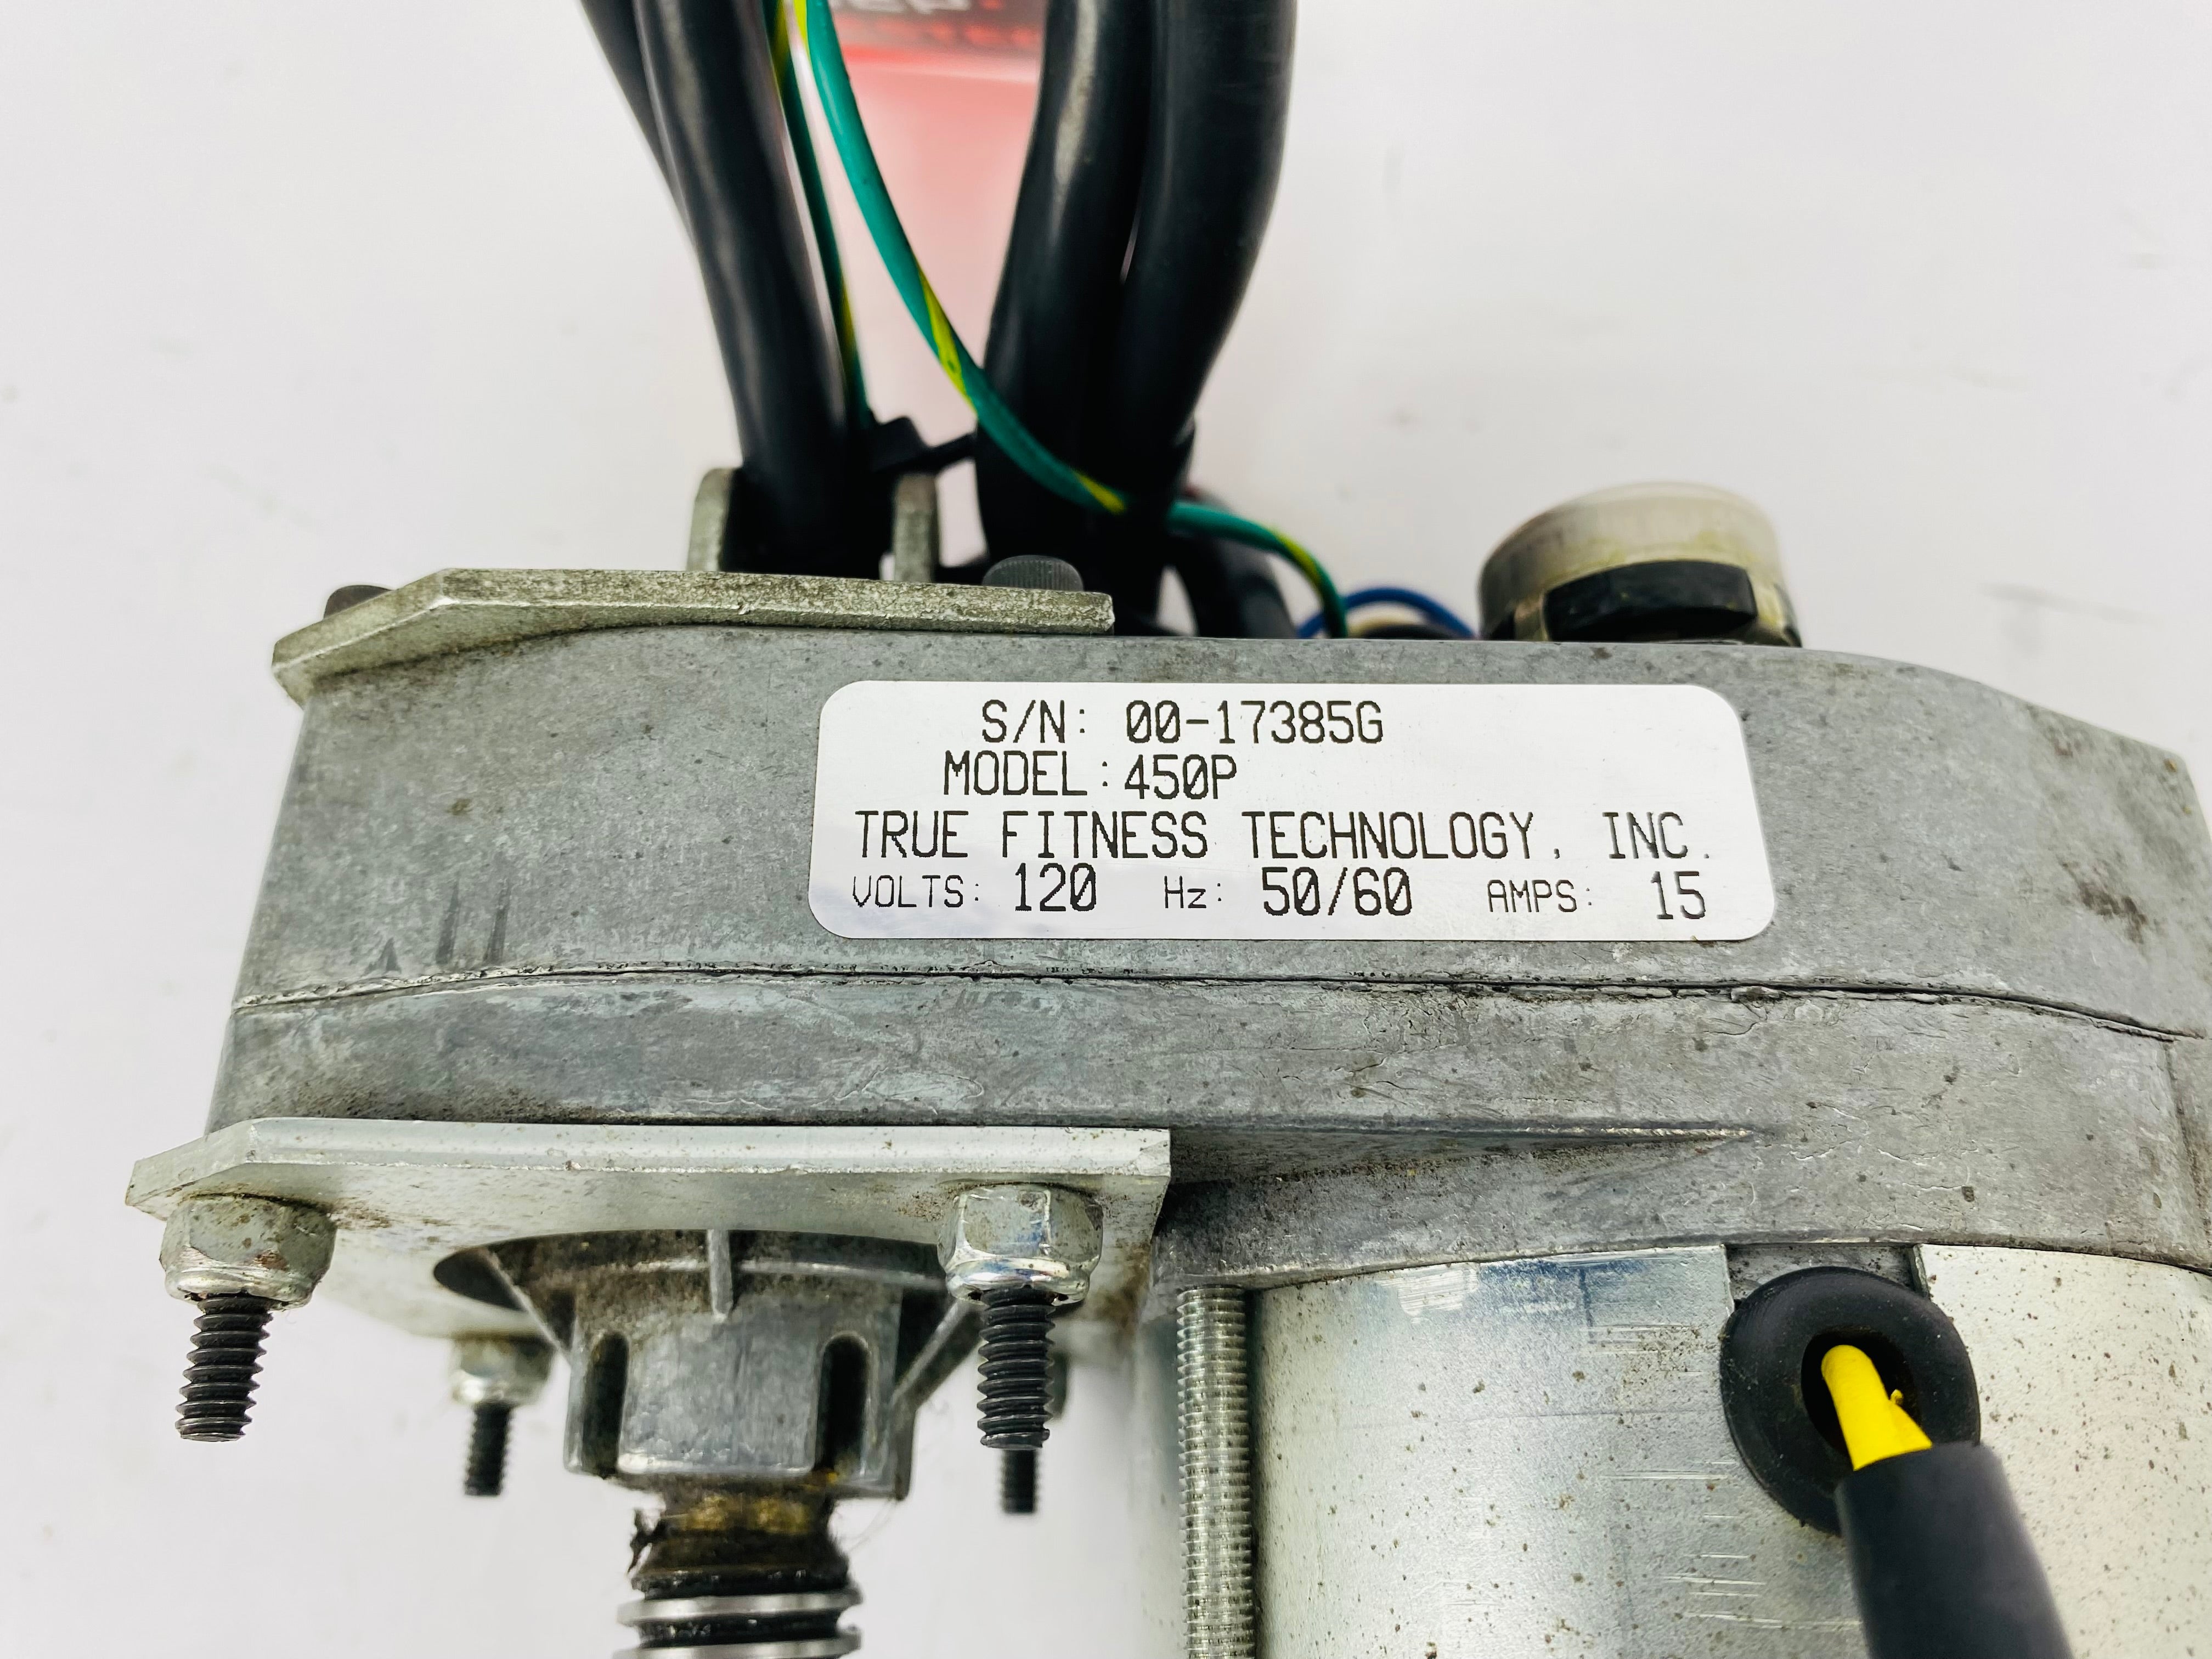 S/N: 00-17385G
MODEL:450P
TRUE FITNESS TECHNOLOGY, INC.
VOLTS: 120 Hz: 50/60 AMPS: 15